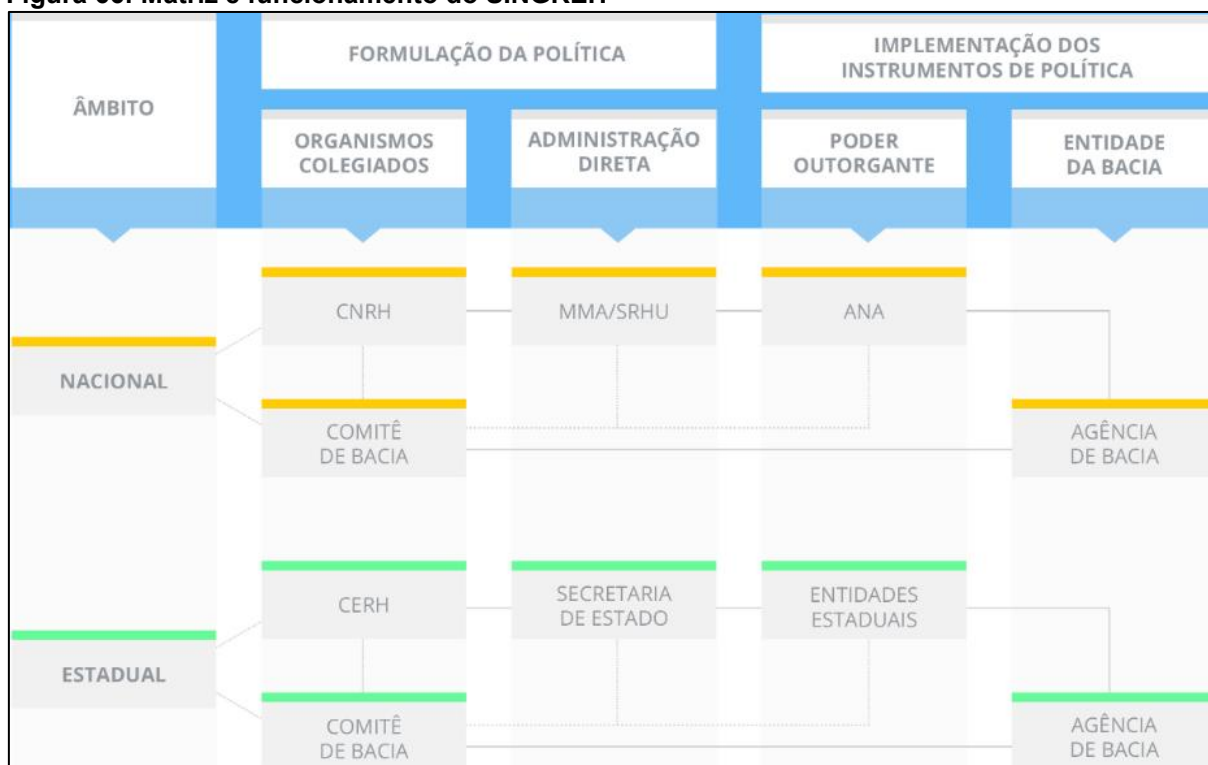 ÂMBITO
FORMULAÇÃO DA POLÍTICA
IMPLEMENTAÇÃO DOS
INSTRUMENTOS DE POLÍTICA
ORGANISMOS
COLEGIADOS
ADMINISTRAÇÃO
DIRETA
PODER
OUTORGANTE
ENTIDADE
DA BACIA
NACIONAL
CNRH
MMA/SRHU
ANA
COMITÊ
DE BACIA
AGÊNCIA
DE BACIA
ESTADUAL
CERH
SECRETARIA
DE ESTADO
ENTIDADES
ESTADUAIS
COMITÊ
DE BACIA
AGÊNCIA
DE BACIA